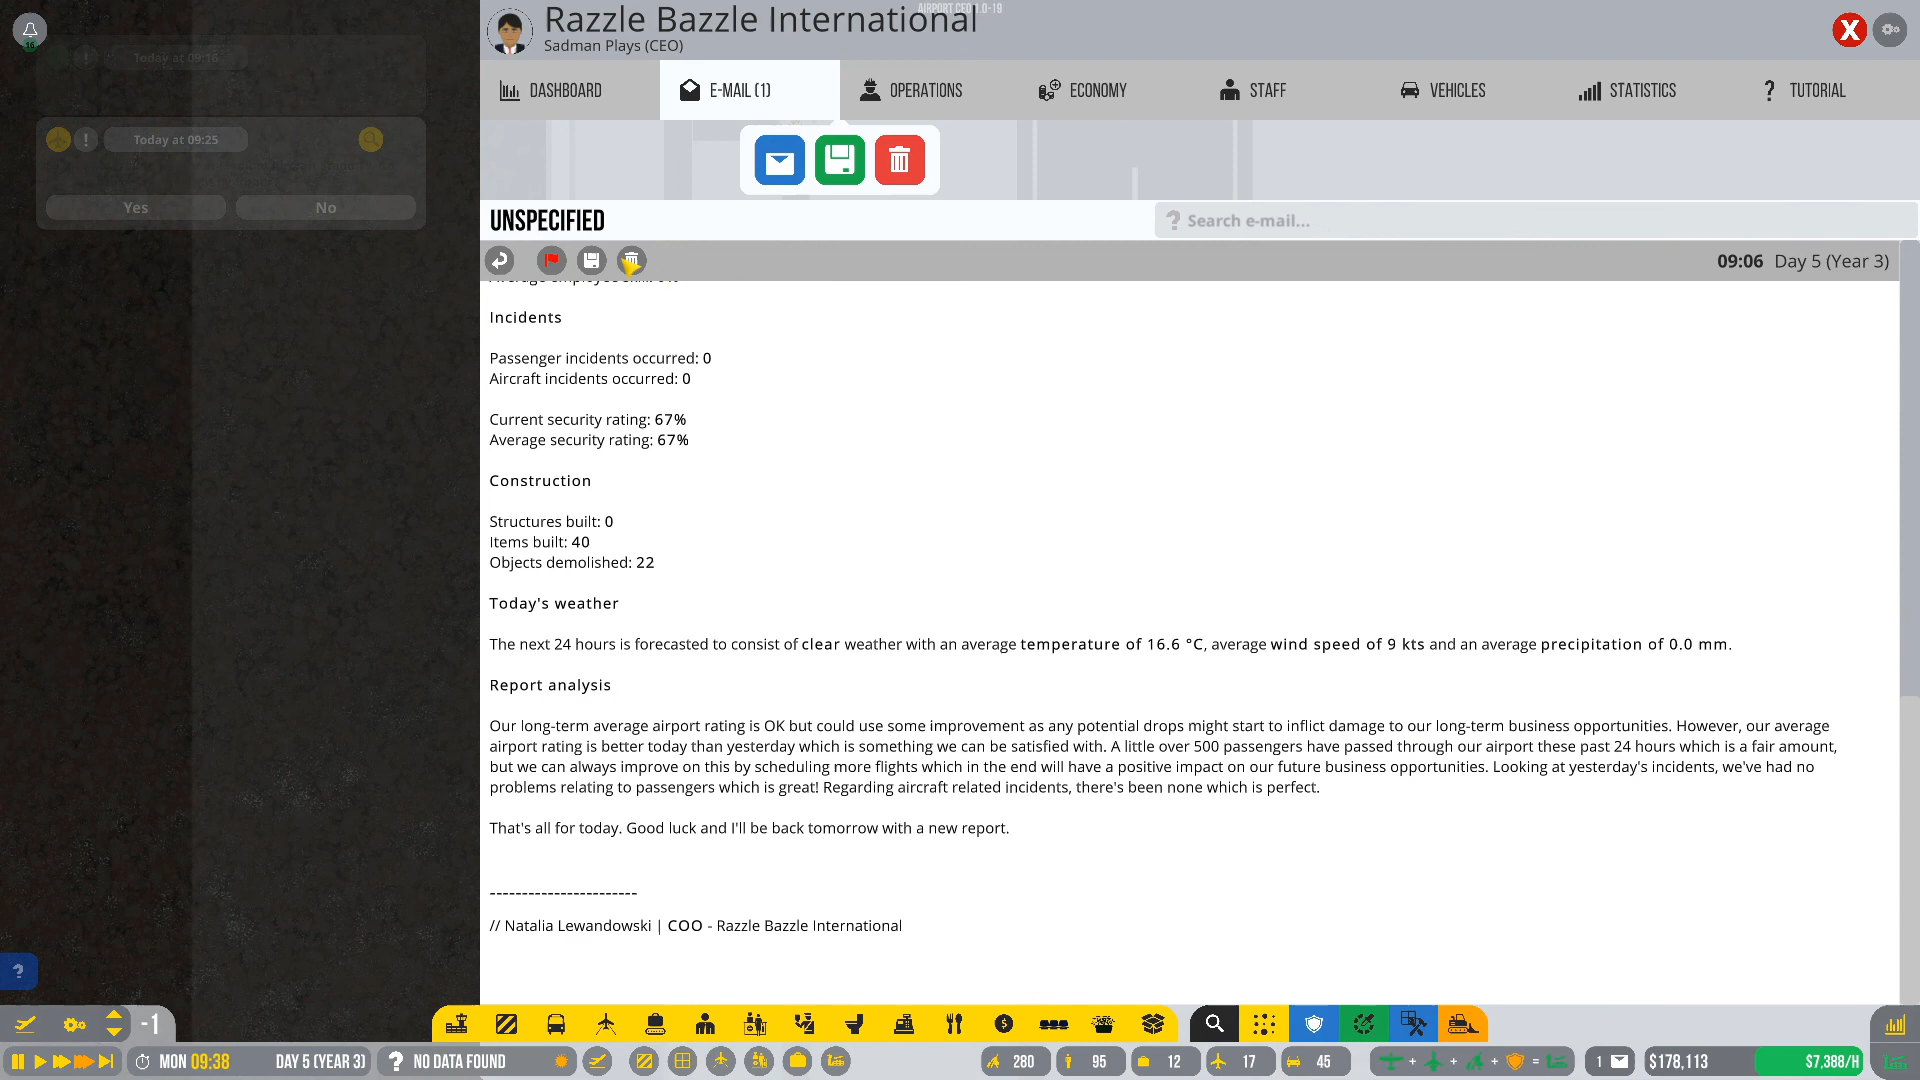 AIRPORT CEO 1.0-19
Razzle Bazzle International
Sadman Plays (CEO)
X
16
! Today at 09:16
DASHBOARD
E-MAIL (1)
OPERATIONS
ECONOMY
STAFF
VEHICLES
STATISTICS
? TUTORIAL
! Today at 09:25
Yes
No
UNSPECIFIED
? Search e-mail...
09:06 Day 5 (Year 3)
Incidents
Passenger incidents occurred: 0
Aircraft incidents occurred: 0
Current security rating: 67%
Average security rating: 67%
Construction
Structures built: 0
Items built: 40
Objects demolished: 22
Today's weather
The next 24 hours is forecasted to consist of clear weather with an average temperature of 16.6 °C, average wind speed of 9 kts and an average precipitation of 0.0 mm.
Report analysis
Our long-term average airport rating is OK but could use some improvement as any potential drops might start to inflict damage to our long-term business opportunities. However, our average
airport rating is better today than yesterday which is something we can be satisfied with. A little over 500 passengers have passed through our airport these past 24 hours which is a fair amount,
but we can always improve on this by scheduling more flights which in the end will have a positive impact on our future business opportunities. Looking at yesterday's incidents, we've had no
problems relating to passengers which is great! Regarding aircraft related incidents, there's been none which is perfect.
That's all for today. Good luck and I'll be back tomorrow with a new report.
-----------------------
// Natalia Lewandowski | COO - Razzle Bazzle International
?
-1
MON 09:38
DAY 5 (YEAR 3)
? NO DATA FOUND
280
95
12
17
45
+ + + =
1
$178,113
$7,388/H